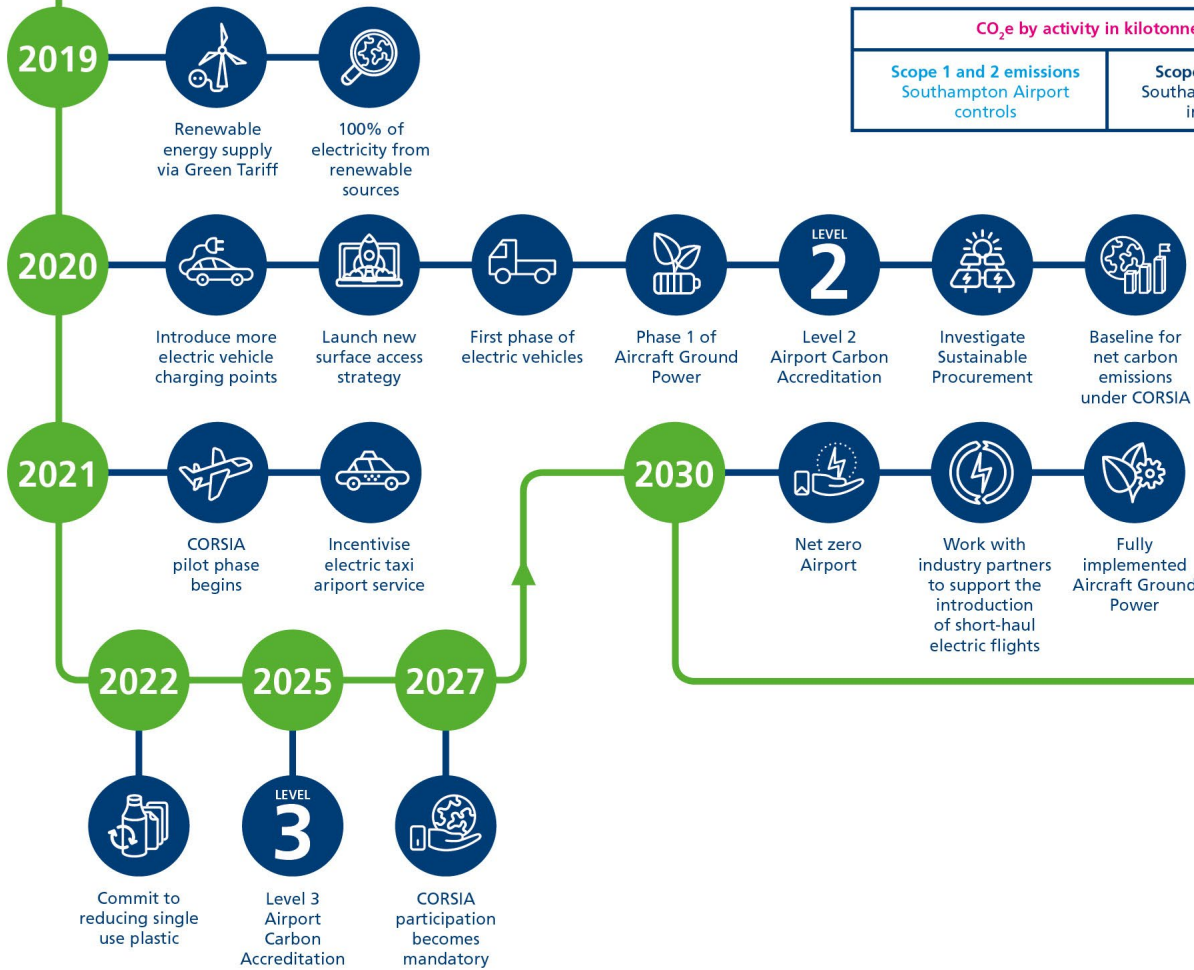 2019
Renewable
energy supply
via Green Tariff
100% of
electricity from
renewable
sources
CO₂e by activity in kilotonne
Scope 1 and 2 emissions
Southampton Airport
controls
Scope
Southa
i
2020
Introduce more
electric vehicle
charging points
Launch new
surface access
strategy
First phase of
electric vehicles
Phase 1 of
Aircraft Ground
Power
LEVEL
2
Level 2
Airport Carbon
Accreditation
Investigate
Sustainable
Procurement
Baseline for
net carbon
emissions
under CORSIA
2021
CORSIA
pilot phase
begins
Incentivise
electric taxi
ariport service
2030
Net zero
Airport
Work with
industry partners
to support the
introduction
of short-haul
electric flights
Fully
implemented
Aircraft Ground
Power
2022
Commit to
reducing single
use plastic
2025
LEVEL
3
Level 3
Airport
Carbon
Accreditation
2027
CORSIA
participation
becomes
mandatory